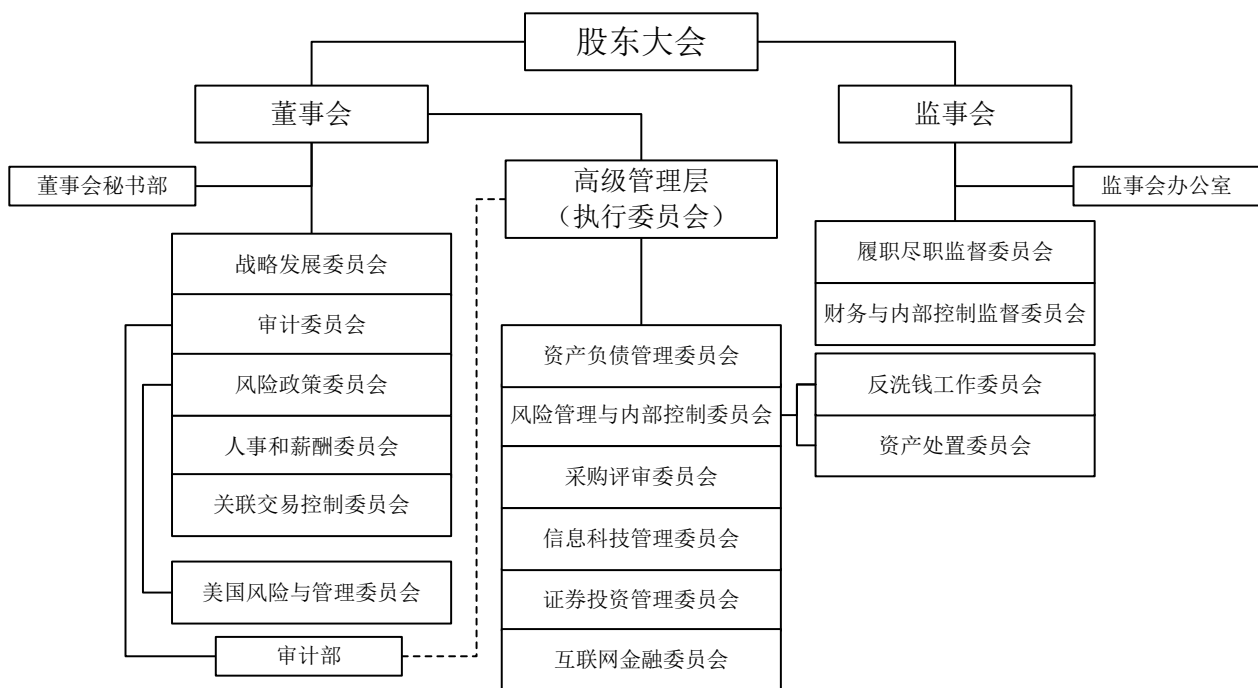 股东大会
董事会
监事会
董事会秘书部
高级管理层
（执行委员会）
监事会办公室
战略发展委员会
审计委员会
风险政策委员会
人事和薪酬委员会
关联交易控制委员会
美国风险与管理委员会
审计部
资产负债管理委员会
风险管理与内部控制委员会
采购评审委员会
信息科技管理委员会
证券投资管理委员会
互联网金融委员会
履职尽职监督委员会
财务与内部控制监督委员会
反洗钱工作委员会
资产处置委员会